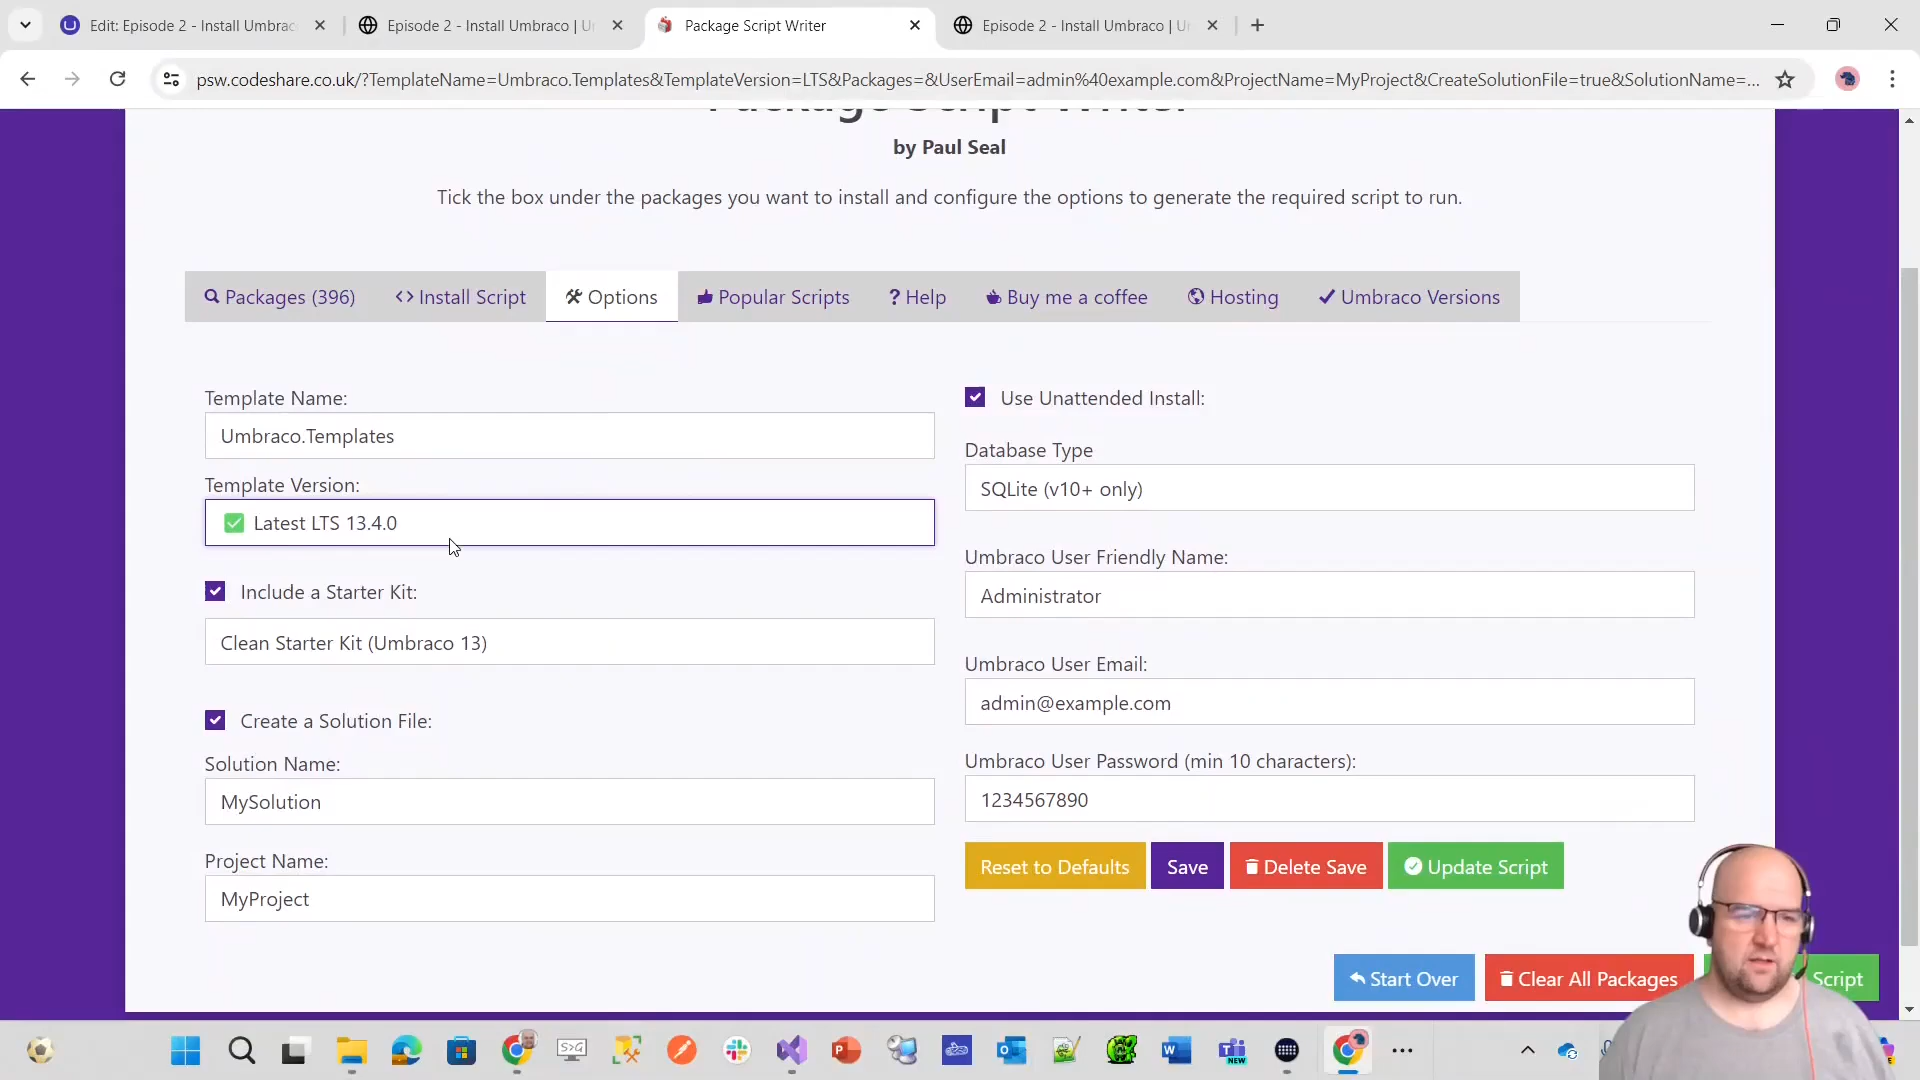 Edit: Episode 2 - Install Umbrac
Episode 2 - Install Umbraco | U
Package Script Writer
Episode 2 - Install Umbraco | U
psw.codeshare.co.uk/?TemplateName=Umbraco.Templates&TemplateVersion=LTS&Packages=&UserEmail=admin%40example.com&ProjectName=MyProject&CreateSolutionFile=true&SolutionName=...
Package Script Writer
by Paul Seal
Tick the box under the packages you want to install and configure the options to generate the required script to run.
Packages (396)
Install Script
Options
Popular Scripts
? Help
Buy me a coffee
Hosting
Umbraco Versions
Template Name:
Umbraco.Templates
Template Version:
Latest LTS 13.4.0
Include a Starter Kit:
Clean Starter Kit (Umbraco 13)
Create a Solution File:
Solution Name:
MySolution
Project Name:
MyProject
Use Unattended Install:
Database Type
SQLite (v10+ only)
Umbraco User Friendly Name:
Administrator
Umbraco User Email:
admin@example.com
Umbraco User Password (min 10 characters):
1234567890
Reset to Defaults
Save
Delete Save
Update Script
Start Over
Clear All Packages
Script